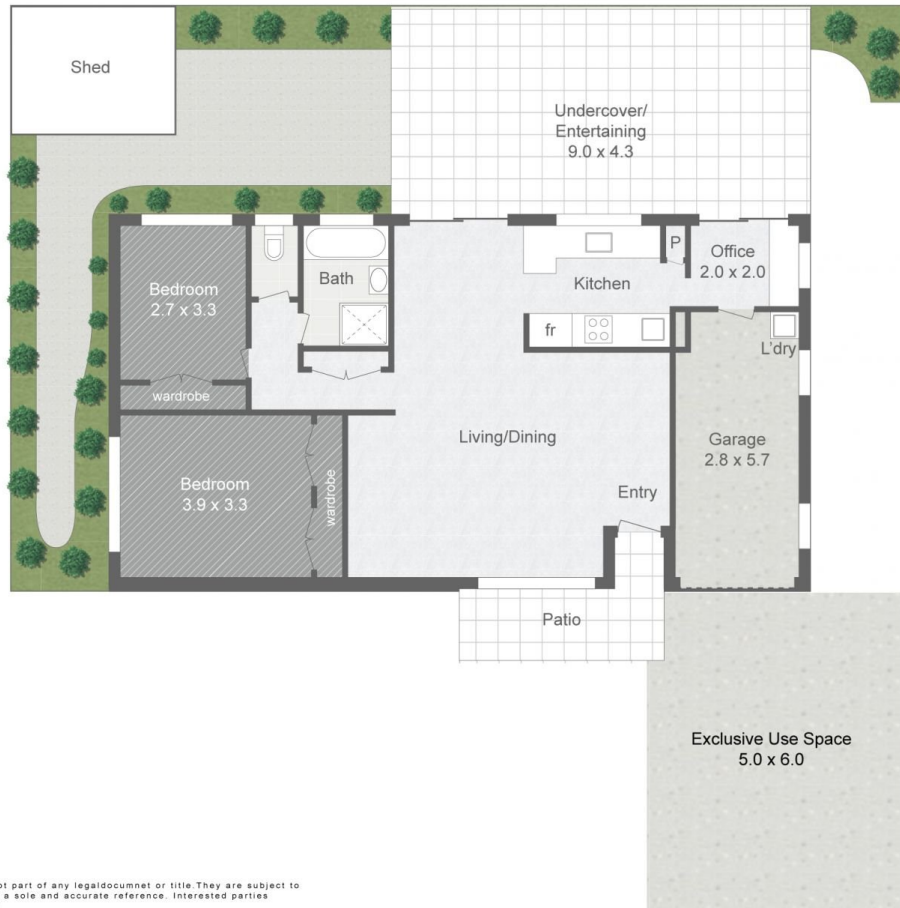 Shed
Undercover/
Entertaining
9.0 x 4.3
Bedroom
2.7 x 3.3
Bath
Kitchen
P
Office
2.0 x 2.0
fr
L'dry
wardrobe
Living/Dining
Garage
2.8 x 5.7
Bedroom
3.9 x 3.3
wardrobe
Entry
Patio
Exclusive Use Space
5.0 x 6.0
part of any legaldocumnet or title.They are subject to
a sole and accurate reference. Interested parties